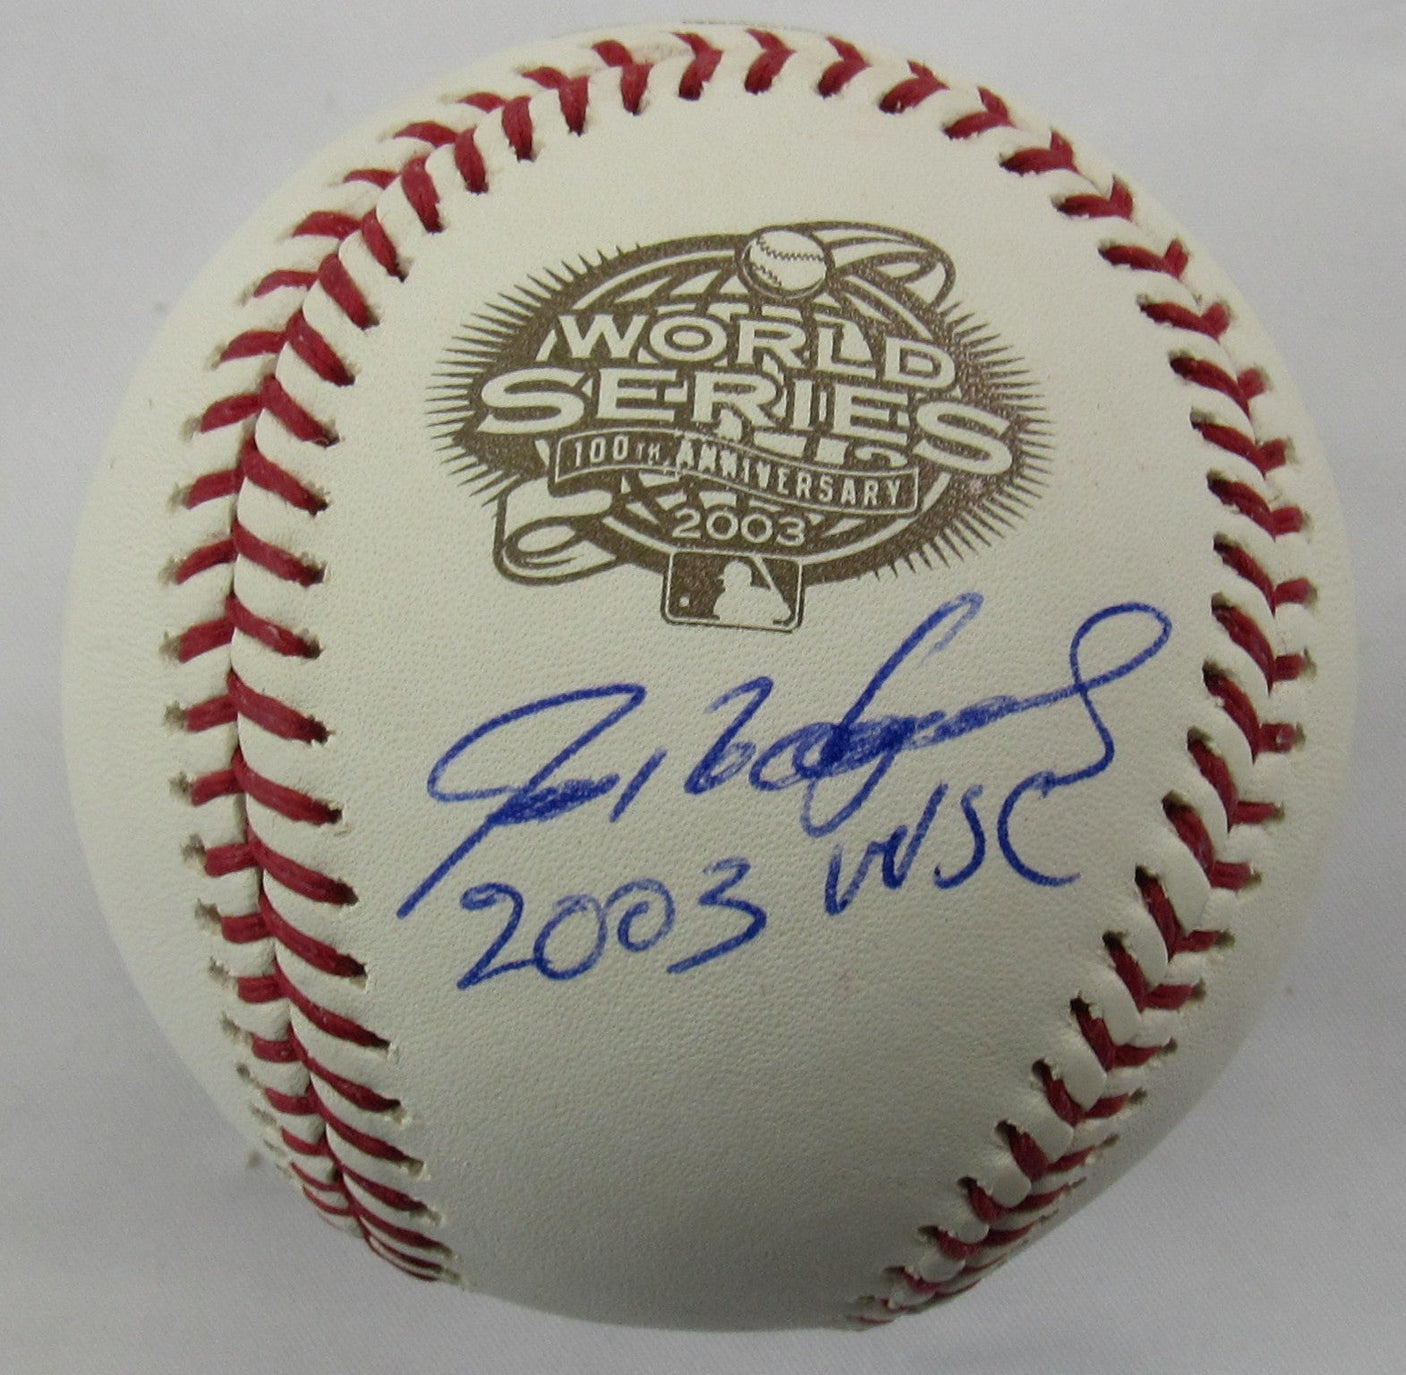 WORLD
SERIES
100TH ANNIVERSARY
2003
2003 WSC